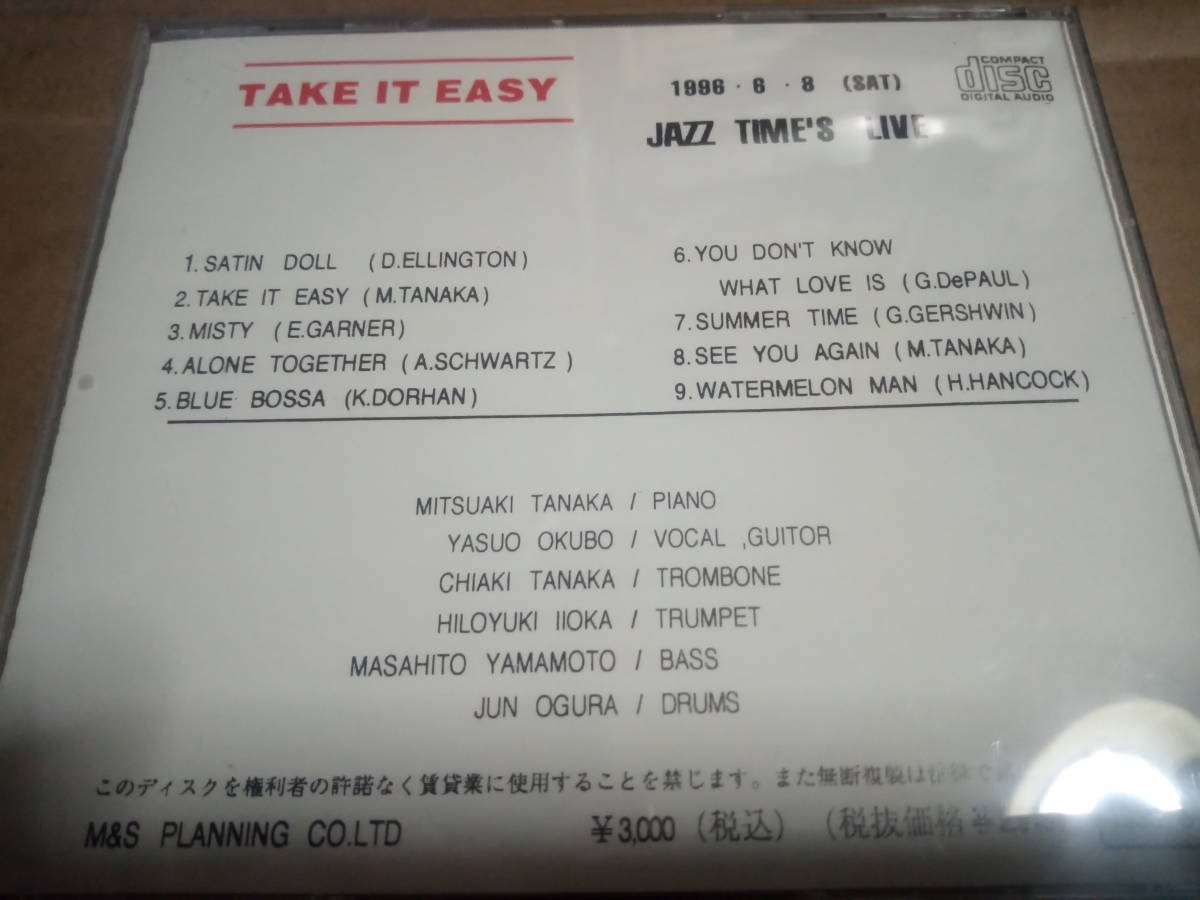 TAKE IT EASY
1996・6・8 (SAT)
JAZZ TIME'S LIVE
COMPACT
disc
DIGITAL AUDIO
1.SATIN DOLL (D.ELLINGTON)
2.TAKE IT EASY (M.TANAKA)
3.MISTY (E.GARNER)
4.ALONE TOGETHER (A.SCHWARTZ)
5.BLUE BOSSA (K.DORHAN)
6.YOU DON'T KNOW
WHAT LOVE IS (G.DePAUL)
7.SUMMER TIME (G.GERSHWIN)
8.SEE YOU AGAIN (M.TANAKA)
9.WATERMELON MAN (H.HANCOCK)
MITSUAKI TANAKA / PIANO
YASUO OKUBO / VOCAL ,GUITOR
CHIAKI TANAKA / TROMBONE
HILOYUKI IIOKA / TRUMPET
MASAHITO YAMAMOTO / BASS
JUN OGURA / DRUMS
このディスクを権利者の許諾なく賃貸業に使用することを禁じます。また無断複製は法律で
M&S PLANNING CO.LTD
¥3,000（税込）（税抜価格¥